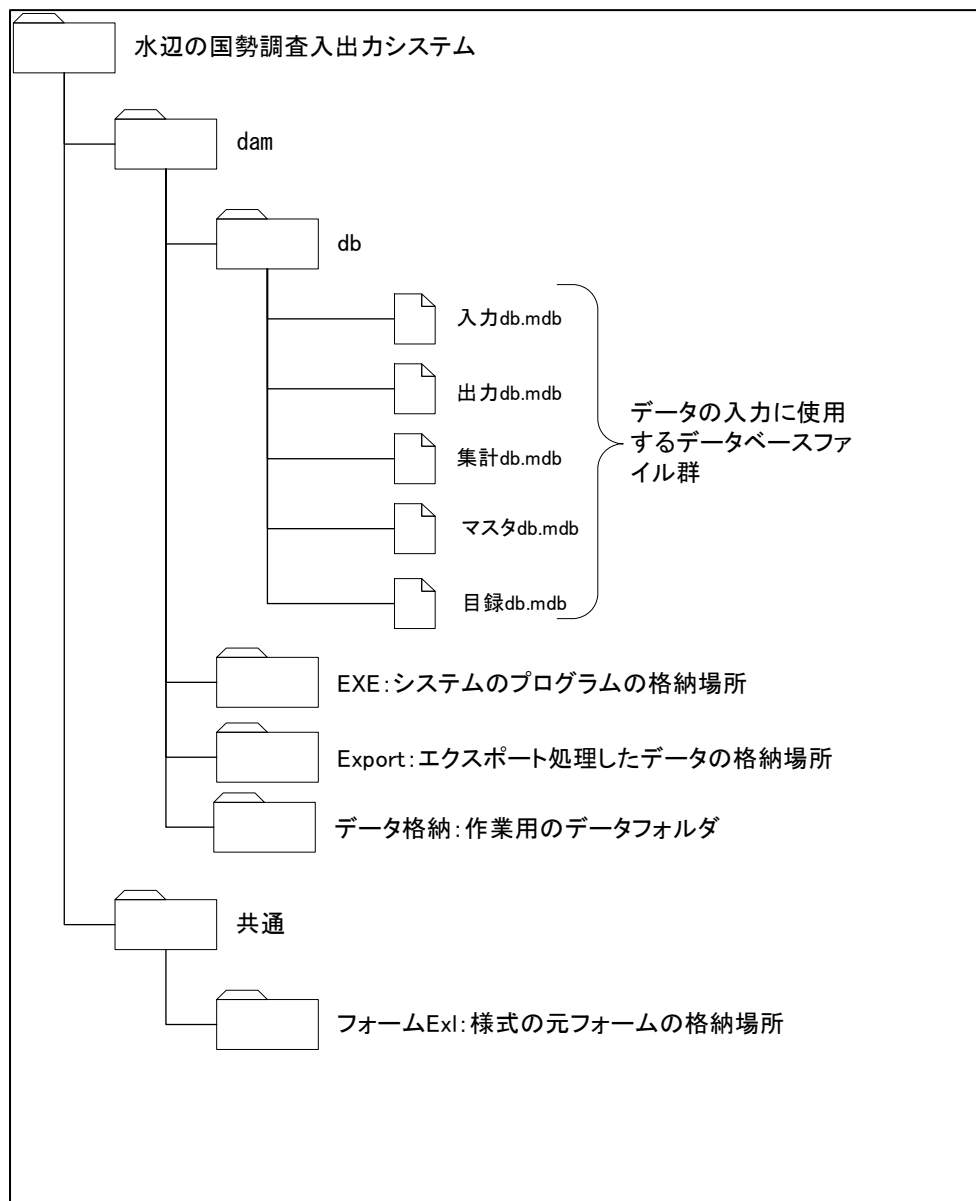 水辺の国勢調査入出力システム
dam
db
入力db.mdb
出力db.mdb
集計db.mdb
マスタdb.mdb
目録db.mdb
データの入力に使用
するデータベースファ
イル群
EXE:システムのプログラムの格納場所
Export:エクスポート処理したデータの格納場所
データ格納:作業用のデータフォルダ
共通
フォームExl:様式の元フォームの格納場所